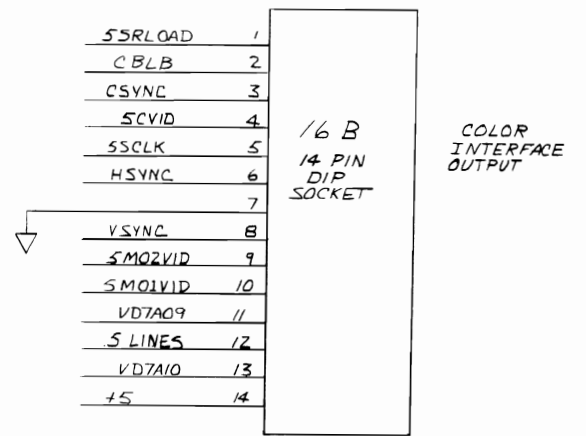 5SRLOAD 1
CBLB 2
CSYNC 3
5CVID 4
5SCLK 5
HSYNC 6
7
VSYNC 8
5MO2VID 9
5MO1VID 10
VD7A09 11
5 LINES 12
VD7A10 13
+5 14
16 B
14 PIN
DIP
SOCKET
COLOR
INTERFACE
OUTPUT